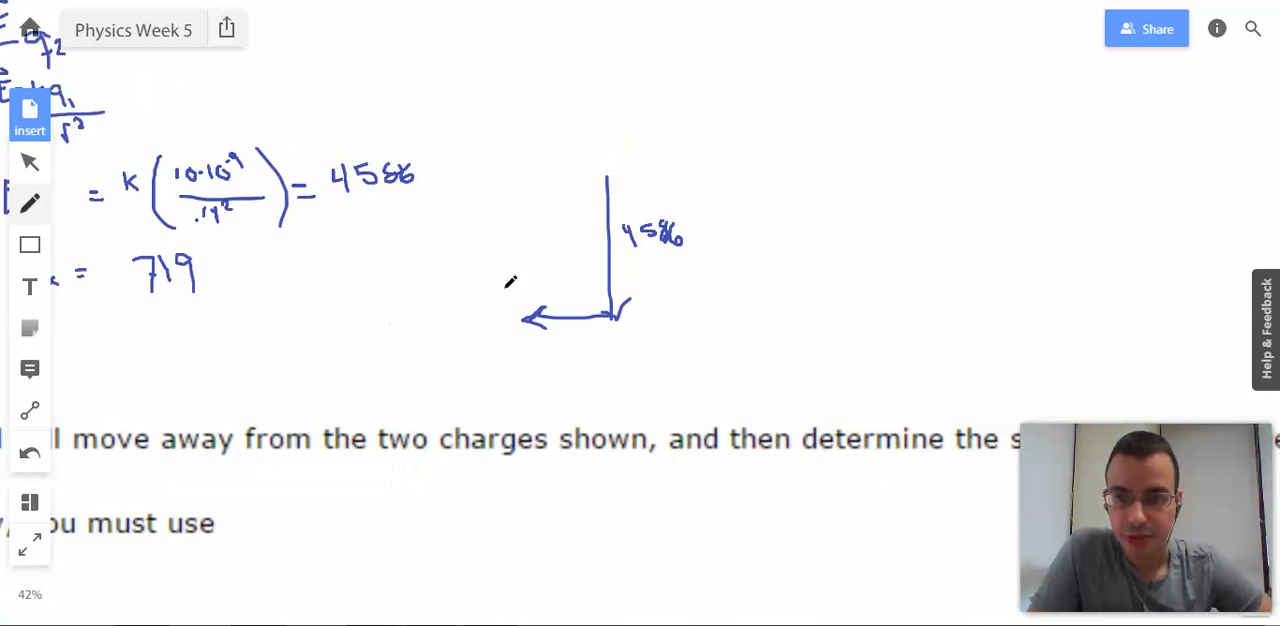 Physics Week 5
Share
insert
r²
= K (10·10⁻⁹ / .14²) = 4586
4586
= 719
move away from the two charges shown, and then determine the s
ou must use
42%
Help & Feedback